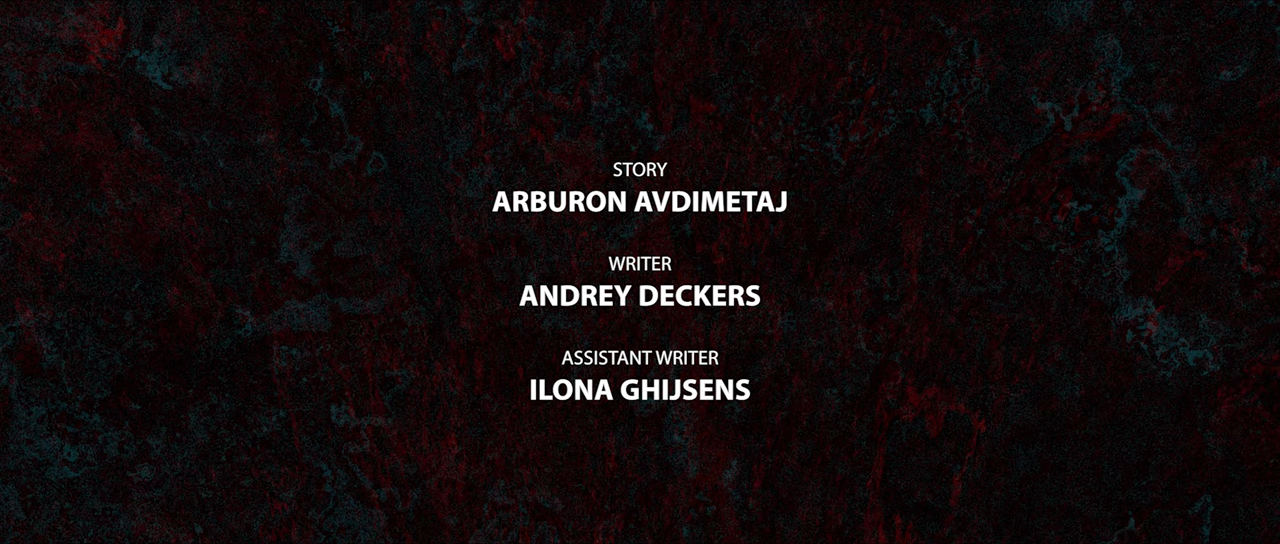 STORY
ARBURON AVDIMETAJ
WRITER
ANDREY DECKERS
ASSISTANT WRITER
ILONA GHIJSENS